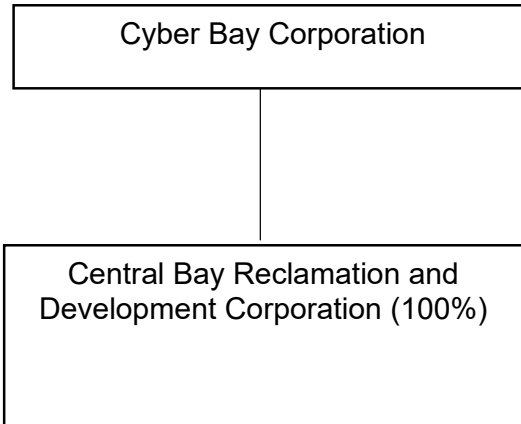 Cyber Bay Corporation
Central Bay Reclamation and
Development Corporation (100%)